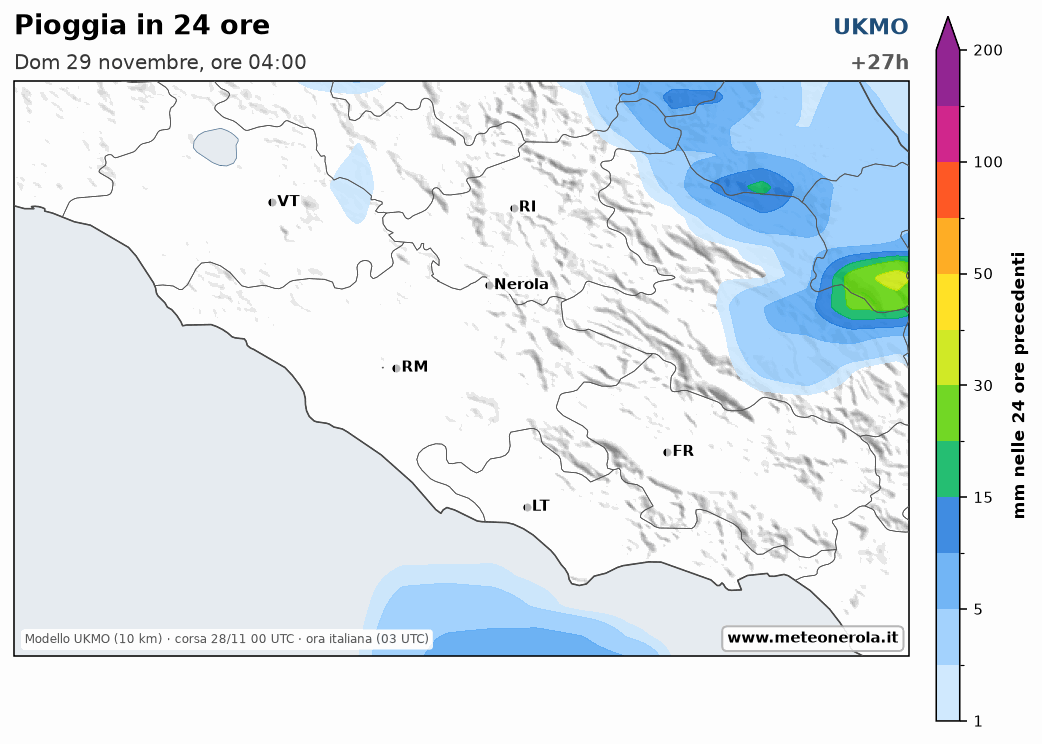 Pioggia in 24 ore
UKMO
Dom 29 novembre, ore 04:00
+27h
VT
RI
Nerola
RM
FR
LT
Modello UKMO (10 km) · corsa 28/11 00 UTC · ora italiana (03 UTC)
www.meteonerola.it
200
100
50
30
15
5
1
mm nelle 24 ore precedenti